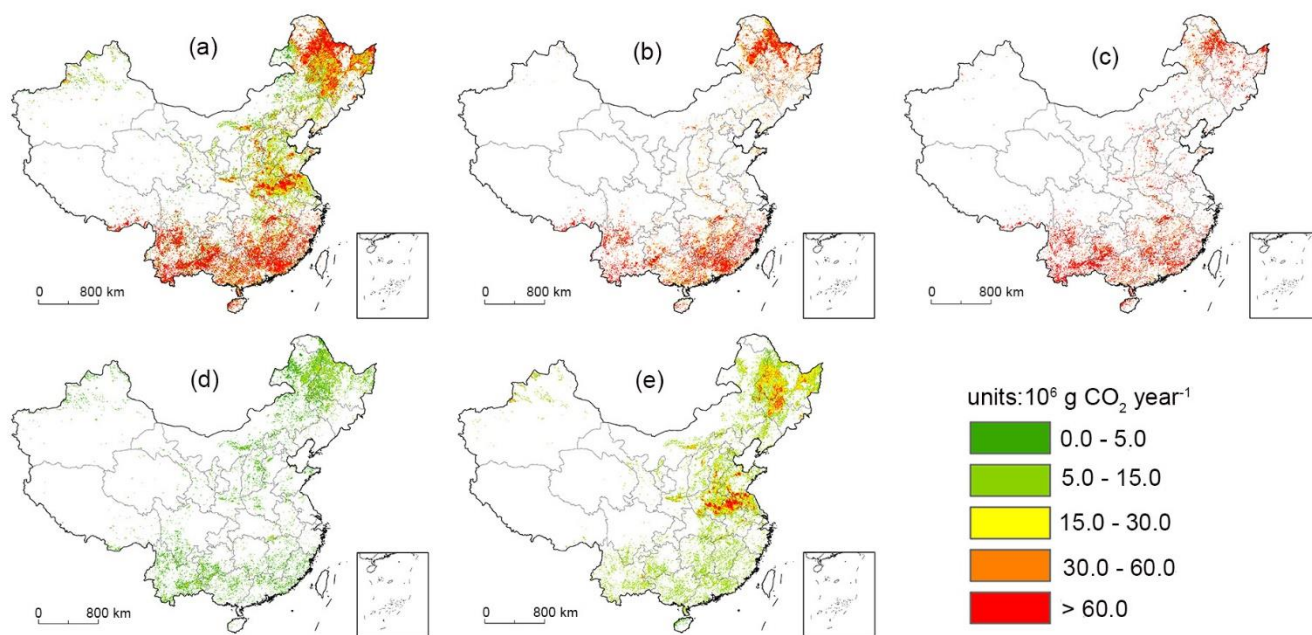 (a)
(b)
(c)
0 800 km
0 800 km
0 800 km
(d)
(e)
0 800 km
0 800 km
units:10⁶ g CO₂ year⁻¹
0.0 - 5.0
5.0 - 15.0
15.0 - 30.0
30.0 - 60.0
> 60.0